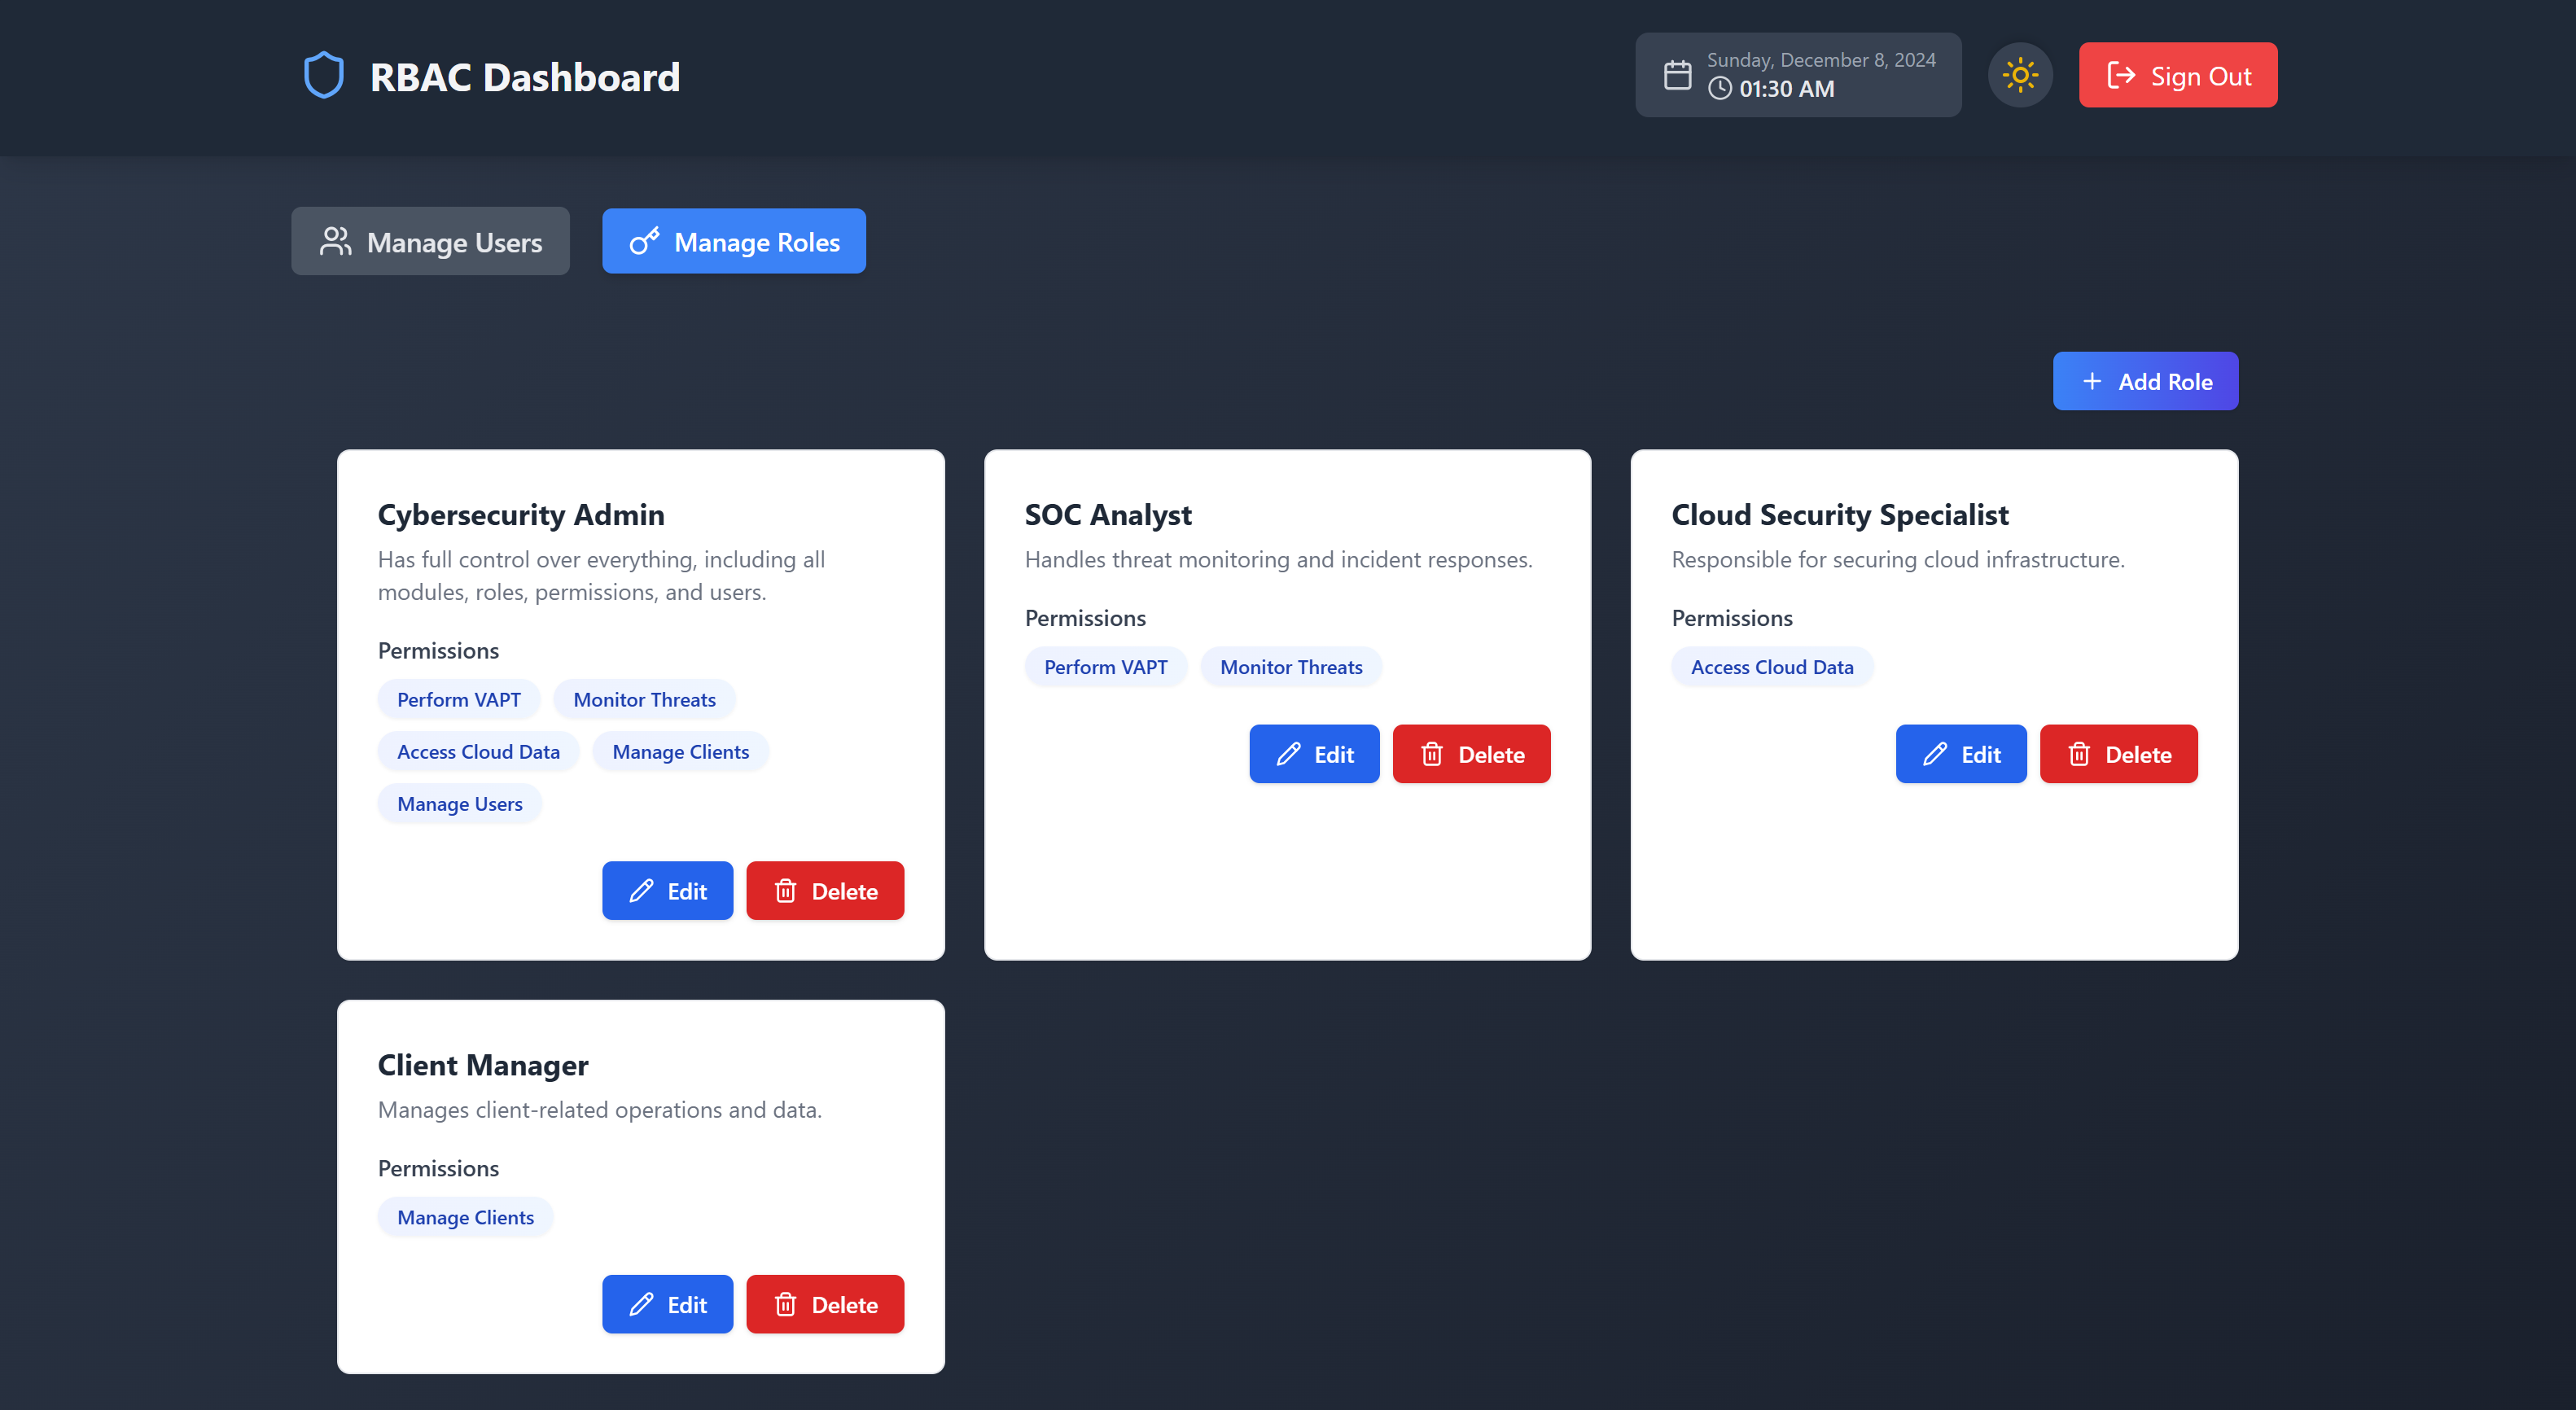 RBAC Dashboard
Sunday, December 8, 2024
01:30 AM
Sign Out
Manage Users
Manage Roles
Add Role
Cybersecurity Admin
Has full control over everything, including all
modules, roles, permissions, and users.
Permissions
Perform VAPT
Monitor Threats
Access Cloud Data
Manage Clients
Manage Users
Edit
Delete
SOC Analyst
Handles threat monitoring and incident responses.
Permissions
Perform VAPT
Monitor Threats
Edit
Delete
Cloud Security Specialist
Responsible for securing cloud infrastructure.
Permissions
Access Cloud Data
Edit
Delete
Client Manager
Manages client-related operations and data.
Permissions
Manage Clients
Edit
Delete